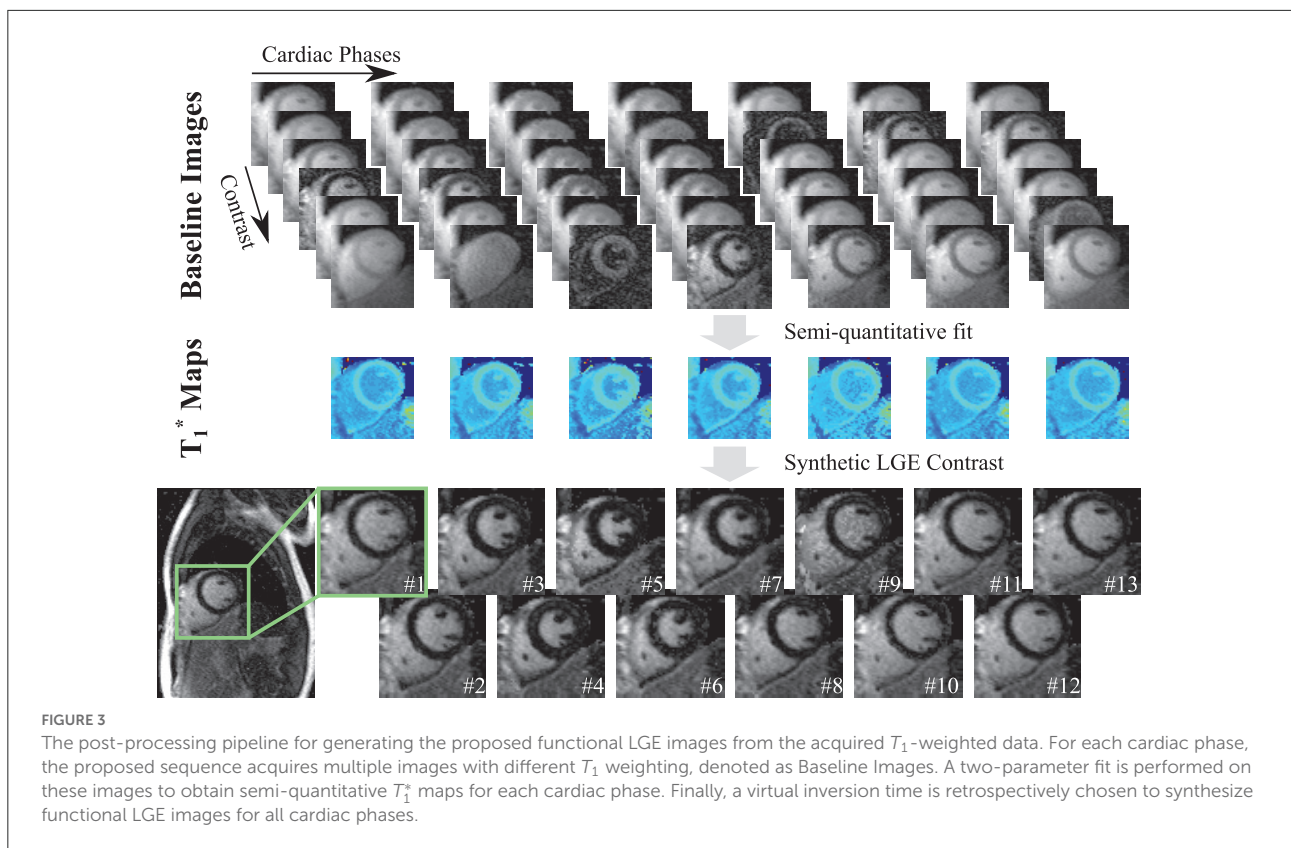 Cardiac Phases
Baseline Images
Contrast
Semi-quantitative fit
T1* Maps
Synthetic LGE Contrast
#1 #3 #5 #7 #9 #11 #13
#2 #4 #6 #8 #10 #12
FIGURE 3
The post-processing pipeline for generating the proposed functional LGE images from the acquired T1-weighted data. For each cardiac phase,
the proposed sequence acquires multiple images with different T1 weighting, denoted as Baseline Images. A two-parameter fit is performed on
these images to obtain semi-quantitative T1* maps for each cardiac phase. Finally, a virtual inversion time is retrospectively chosen to synthesize
functional LGE images for all cardiac phases.